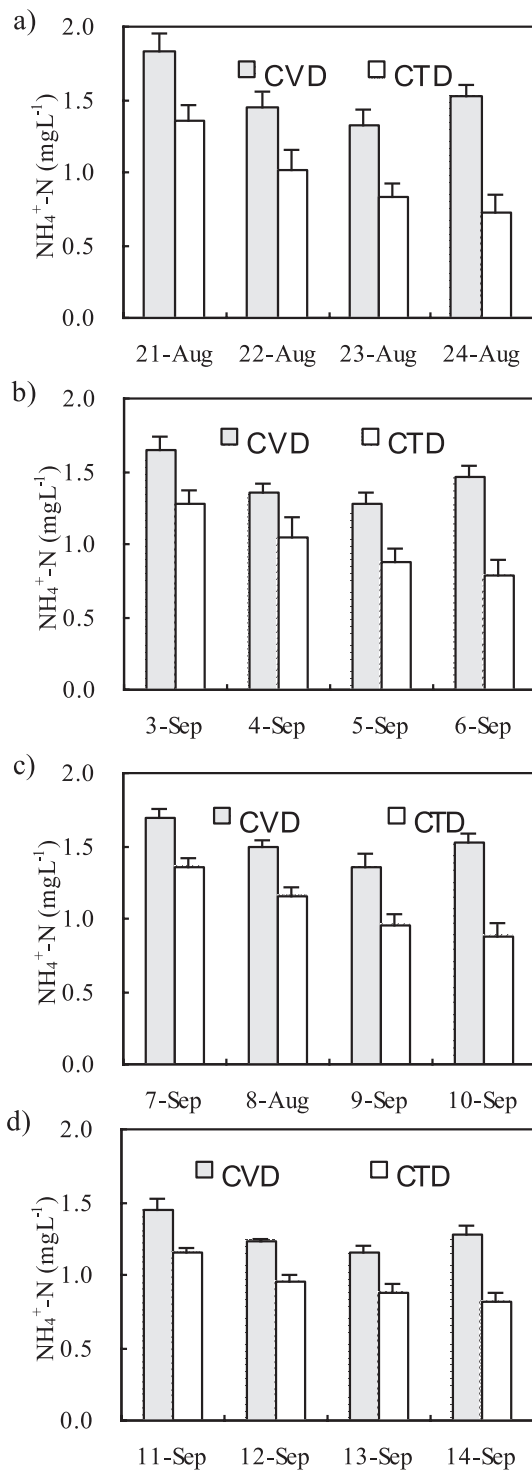 a)
2.0
CVD CTD
1.5
1.0
0.5
0.0
NH₄⁺-N (mgL⁻¹)
21-Aug 22-Aug 23-Aug 24-Aug
b)
2.0
CVD CTD
1.5
1.0
0.5
0.0
NH₄⁺-N (mgL⁻¹)
3-Sep 4-Sep 5-Sep 6-Sep
c)
2.0
CVD CTD
1.5
1.0
0.5
0.0
NH₄⁺-N (mgL⁻¹)
7-Sep 8-Aug 9-Sep 10-Sep
d)
2.0
CVD CTD
1.5
1.0
0.5
0.0
NH₄⁺-N (mgL⁻¹)
11-Sep 12-Sep 13-Sep 14-Sep